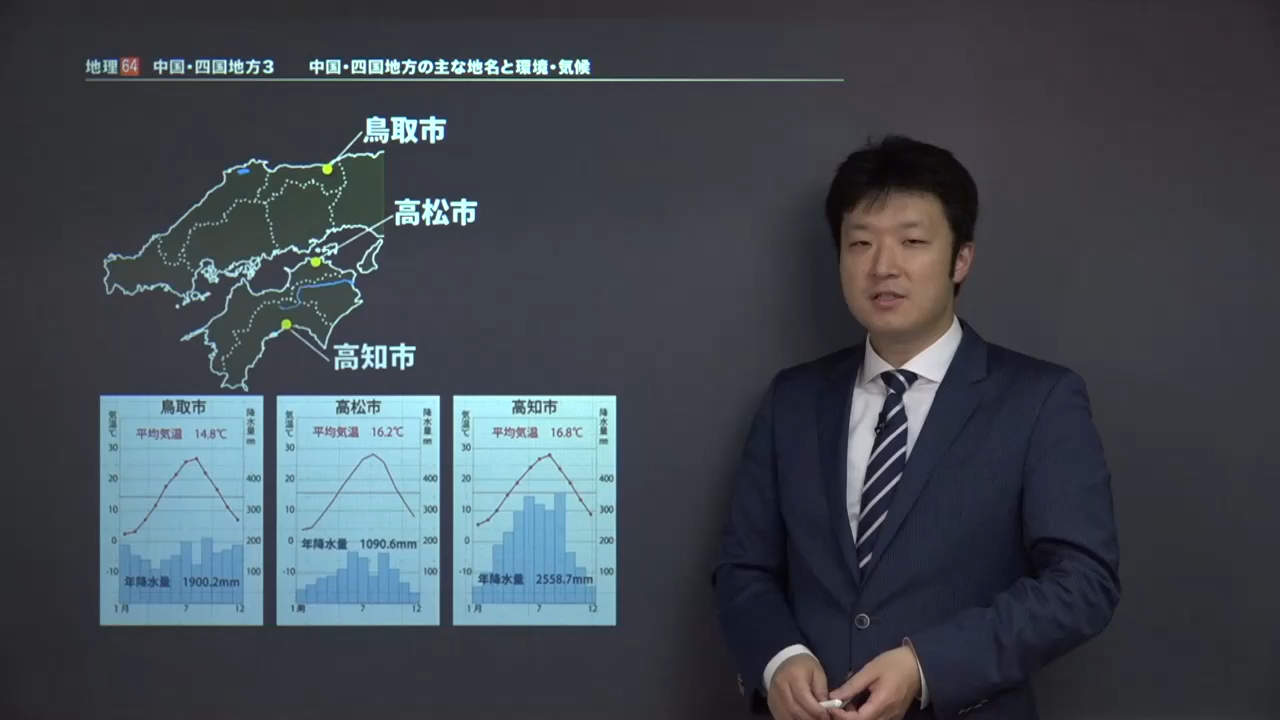 地理64 中国・四国地方3 中国・四国地方の主な地名と環境・気候
鳥取市
高松市
高知市
鳥取市
気温℃
降水量㎜
平均気温 14.8℃
30
20
10
0
-10
400
300
200
100
年降水量 1900.2mm
1月
7
12
高松市
気温℃
降水量㎜
平均気温 16.2℃
30
20
10
0
-10
400
300
200
100
年降水量 1090.6mm
7
12
高知市
気温℃
降水量㎜
平均気温 16.8℃
30
20
10
0
-10
400
300
200
100
年降水量 2558.7mm
1月
7
12